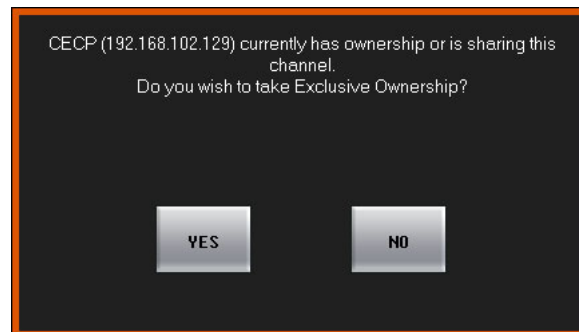 CECP (192.168.102.129) currently has ownership or is sharing this
channel.
Do you wish to take Exclusive Ownership?
YES
NO